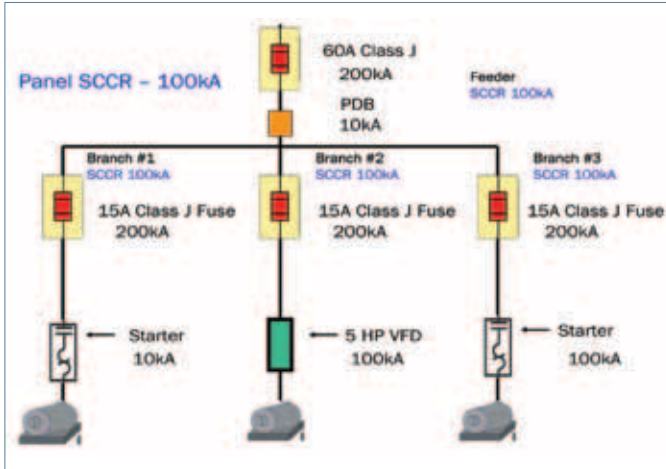 60A Class J
200kA
Panel SCCR – 100kA
Feeder
SCCR 100kA
PDB
10kA
Branch #1
SCCR 100kA
Branch #2
SCCR 100kA
Branch #3
SCCR 100kA
15A Class J Fuse
200kA
15A Class J Fuse
200kA
15A Class J Fuse
200kA
Starter
10kA
5 HP VFD
100kA
Starter
100kA